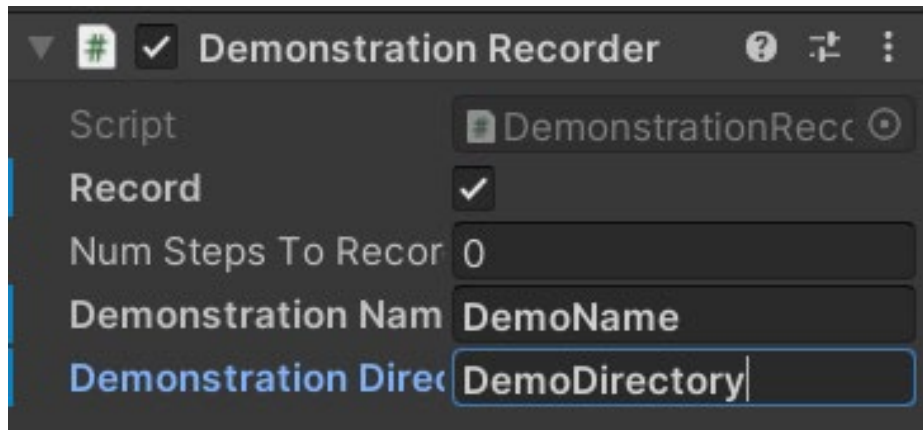 # Demonstration Recorder ?
Script # DemonstrationRecc
Record
Num Steps To Recor 0
Demonstration Nam DemoName
Demonstration Direc DemoDirectory